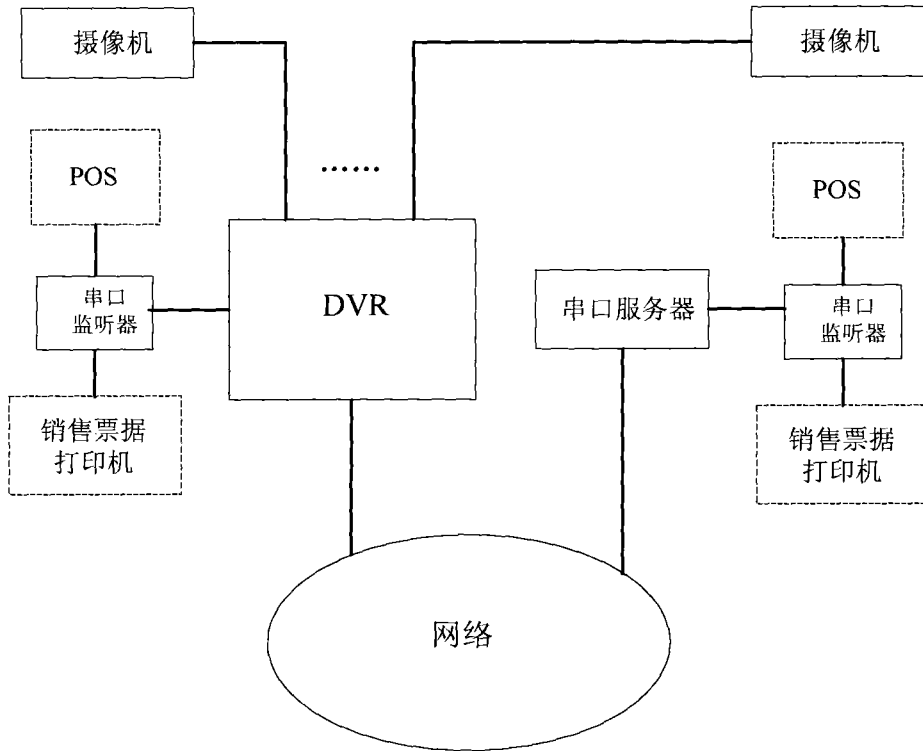 摄像机
摄像机
POS
……
POS
串口
监听器
DVR
串口服务器
串口
监听器
销售票据
打印机
销售票据
打印机
网络